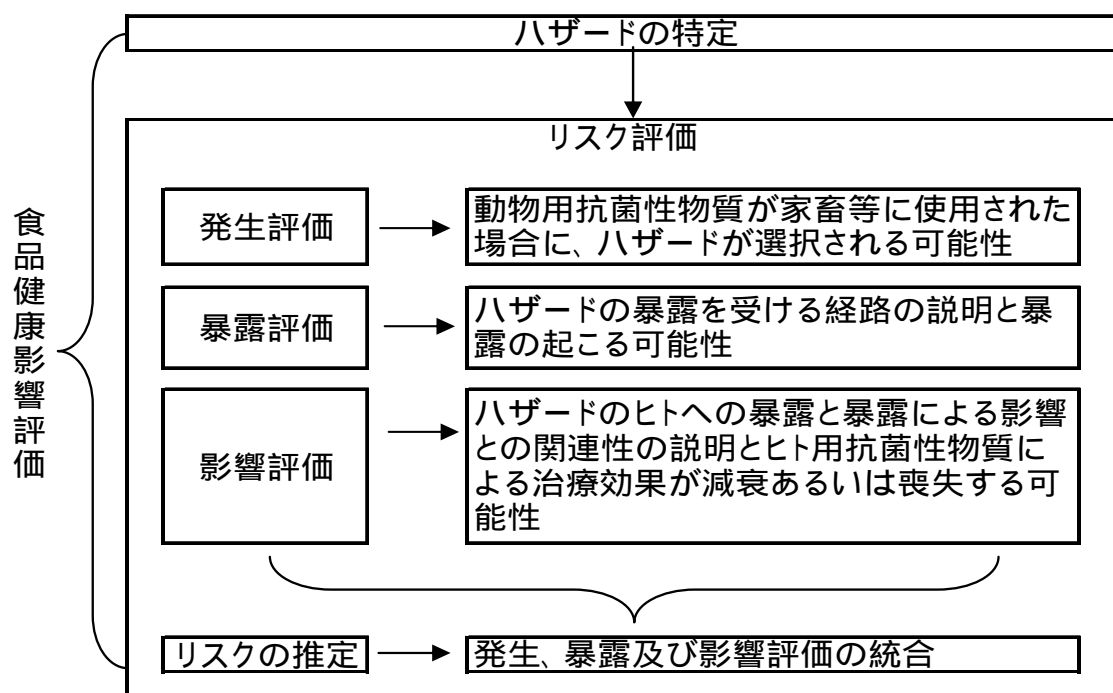 ハザードの特定
リスク評価
食品健康影響評価
発生評価
動物用抗菌性物質が家畜等に使用された
場合に、ハザードが選択される可能性
暴露評価
ハザードの暴露を受ける経路の説明と暴
露の起こる可能性
影響評価
ハザードのヒトへの暴露と暴露による影響
との関連性の説明とヒト用抗菌性物質に
よる治療効果が減衰あるいは喪失する可
能性
リスクの推定
発生、暴露及び影響評価の統合